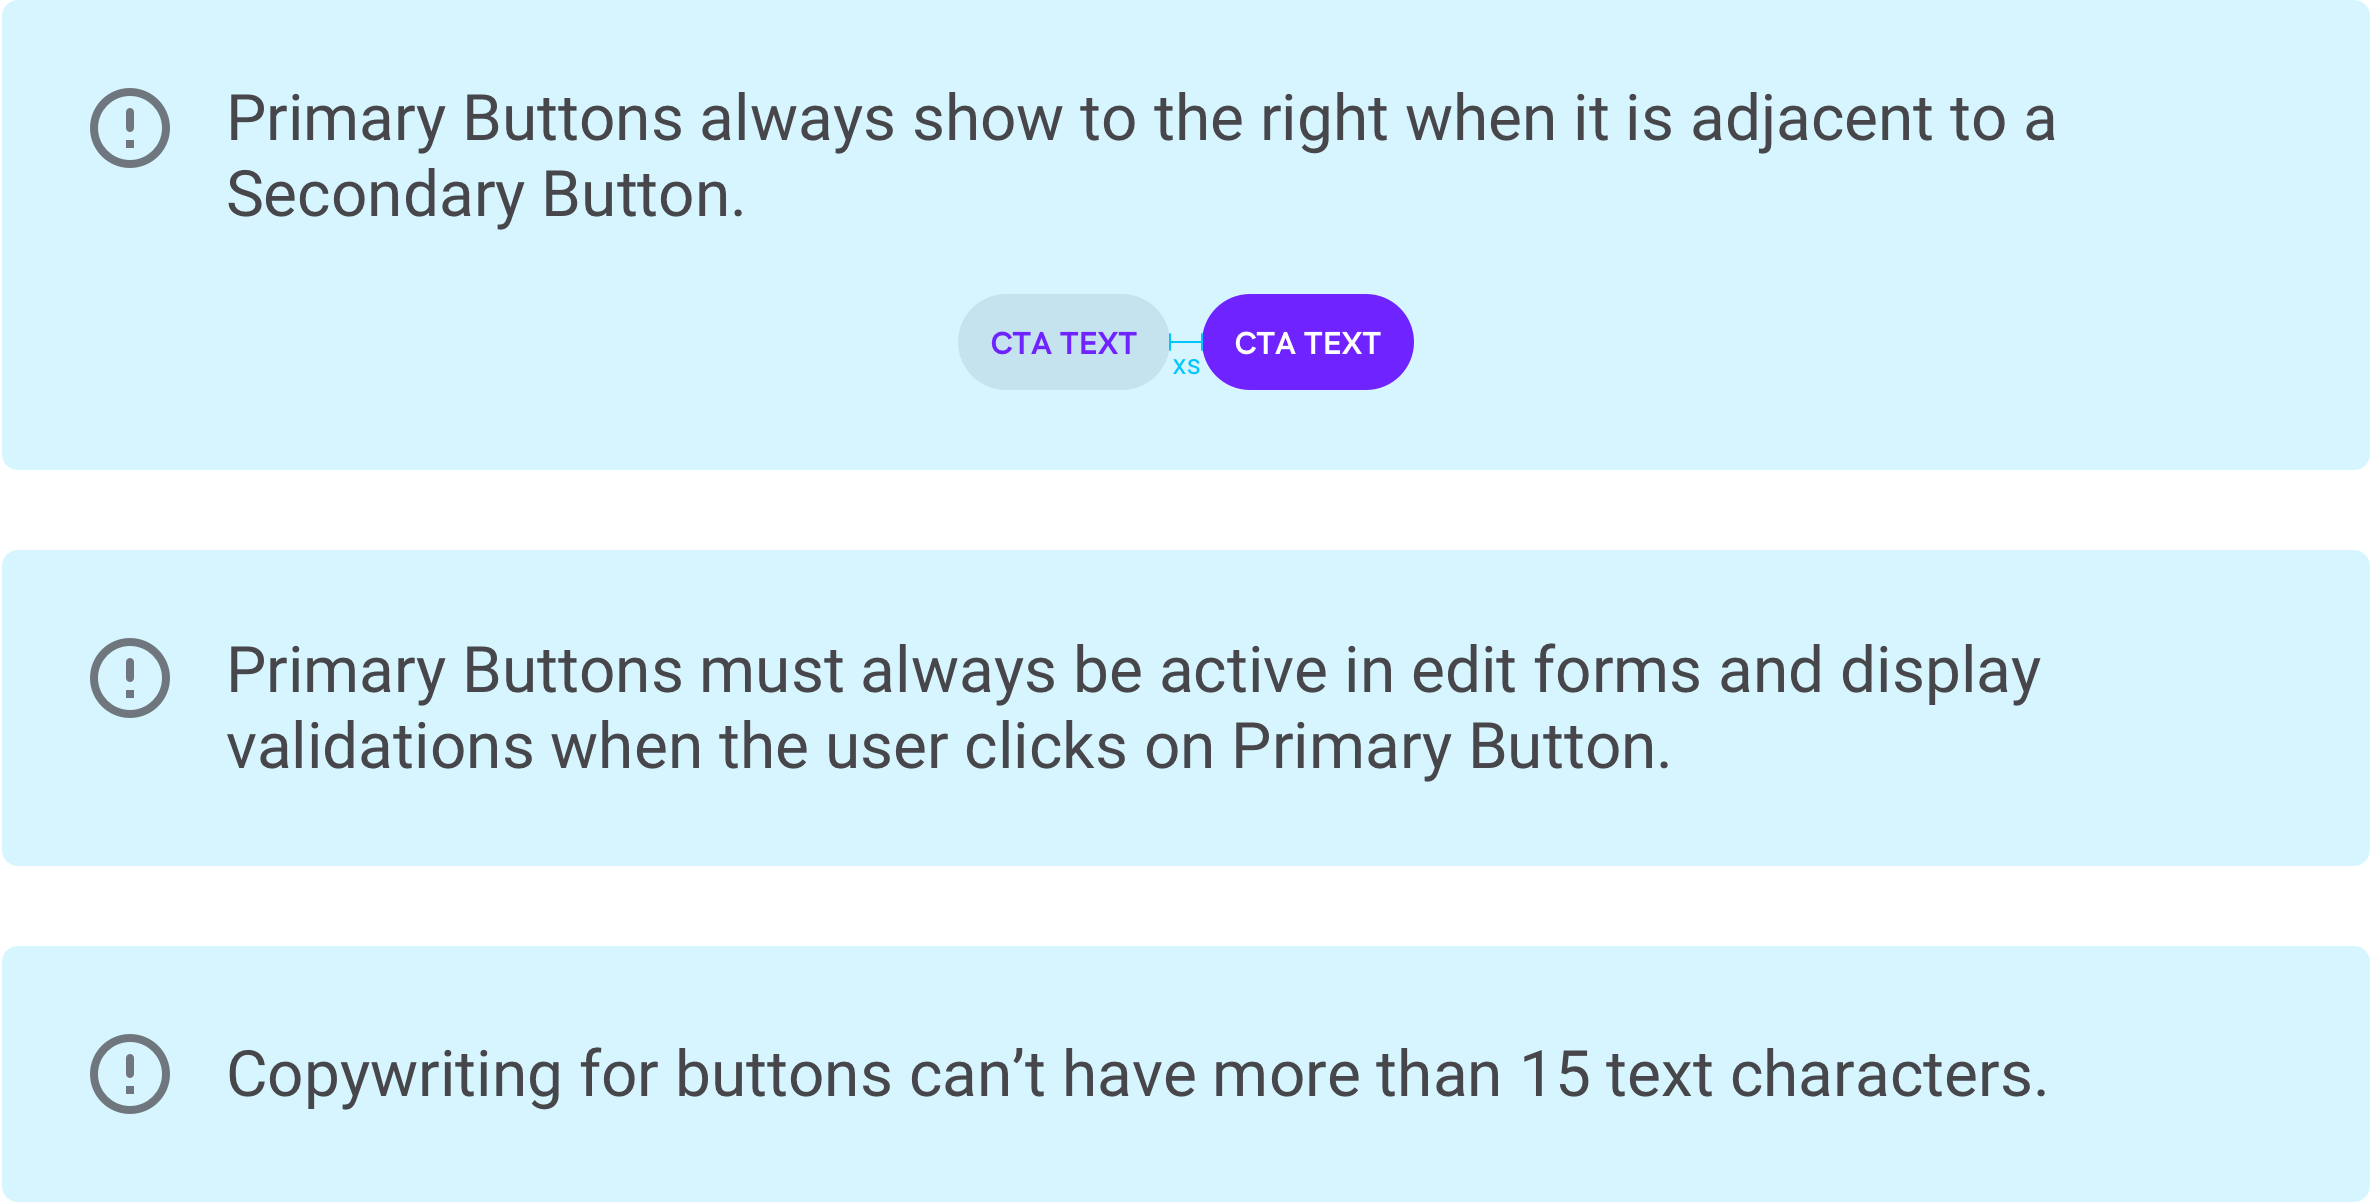 Primary Buttons always show to the right when it is adjacent to a
Secondary Button.
CTA TEXT CTA TEXT
xs
Primary Buttons must always be active in edit forms and display
validations when the user clicks on Primary Button.
Copywriting for buttons can’t have more than 15 text characters.